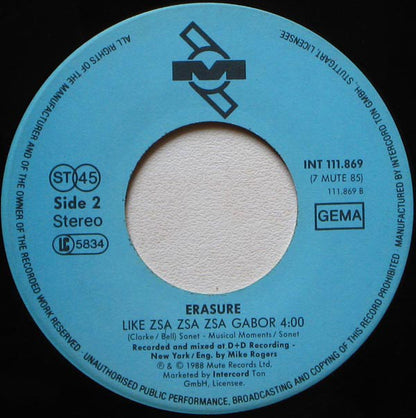 ALL RIGHTS OF THE MANUFACTURER AND OF THE OWNER OF THE RECORDED WORK RESERVED - UNAUTHORISED PUBLIC PERFORMANCE, BROADCASTING AND COPYING OF THIS RECORD PROHIBITED
MANUFACTURED BY INTERCORD TON GMBH, STUTTGART, LICENSEE.
M
INT 111.869
(7 MUTE 85)
111.869 B
ST 45
Side 2
Stereo
GEMA
LC 5834
ERASURE
LIKE ZSA ZSA ZSA GABOR 4:00
(Clarke / Bell) Sonet - Musical Moments / Sonet
Recorded and mixed at D+D Recording -
New York / Eng. by Mike Rogers
℗ & © 1988 Mute Records Ltd.
Marketed by Intercord Ton
GmbH, Licensee.